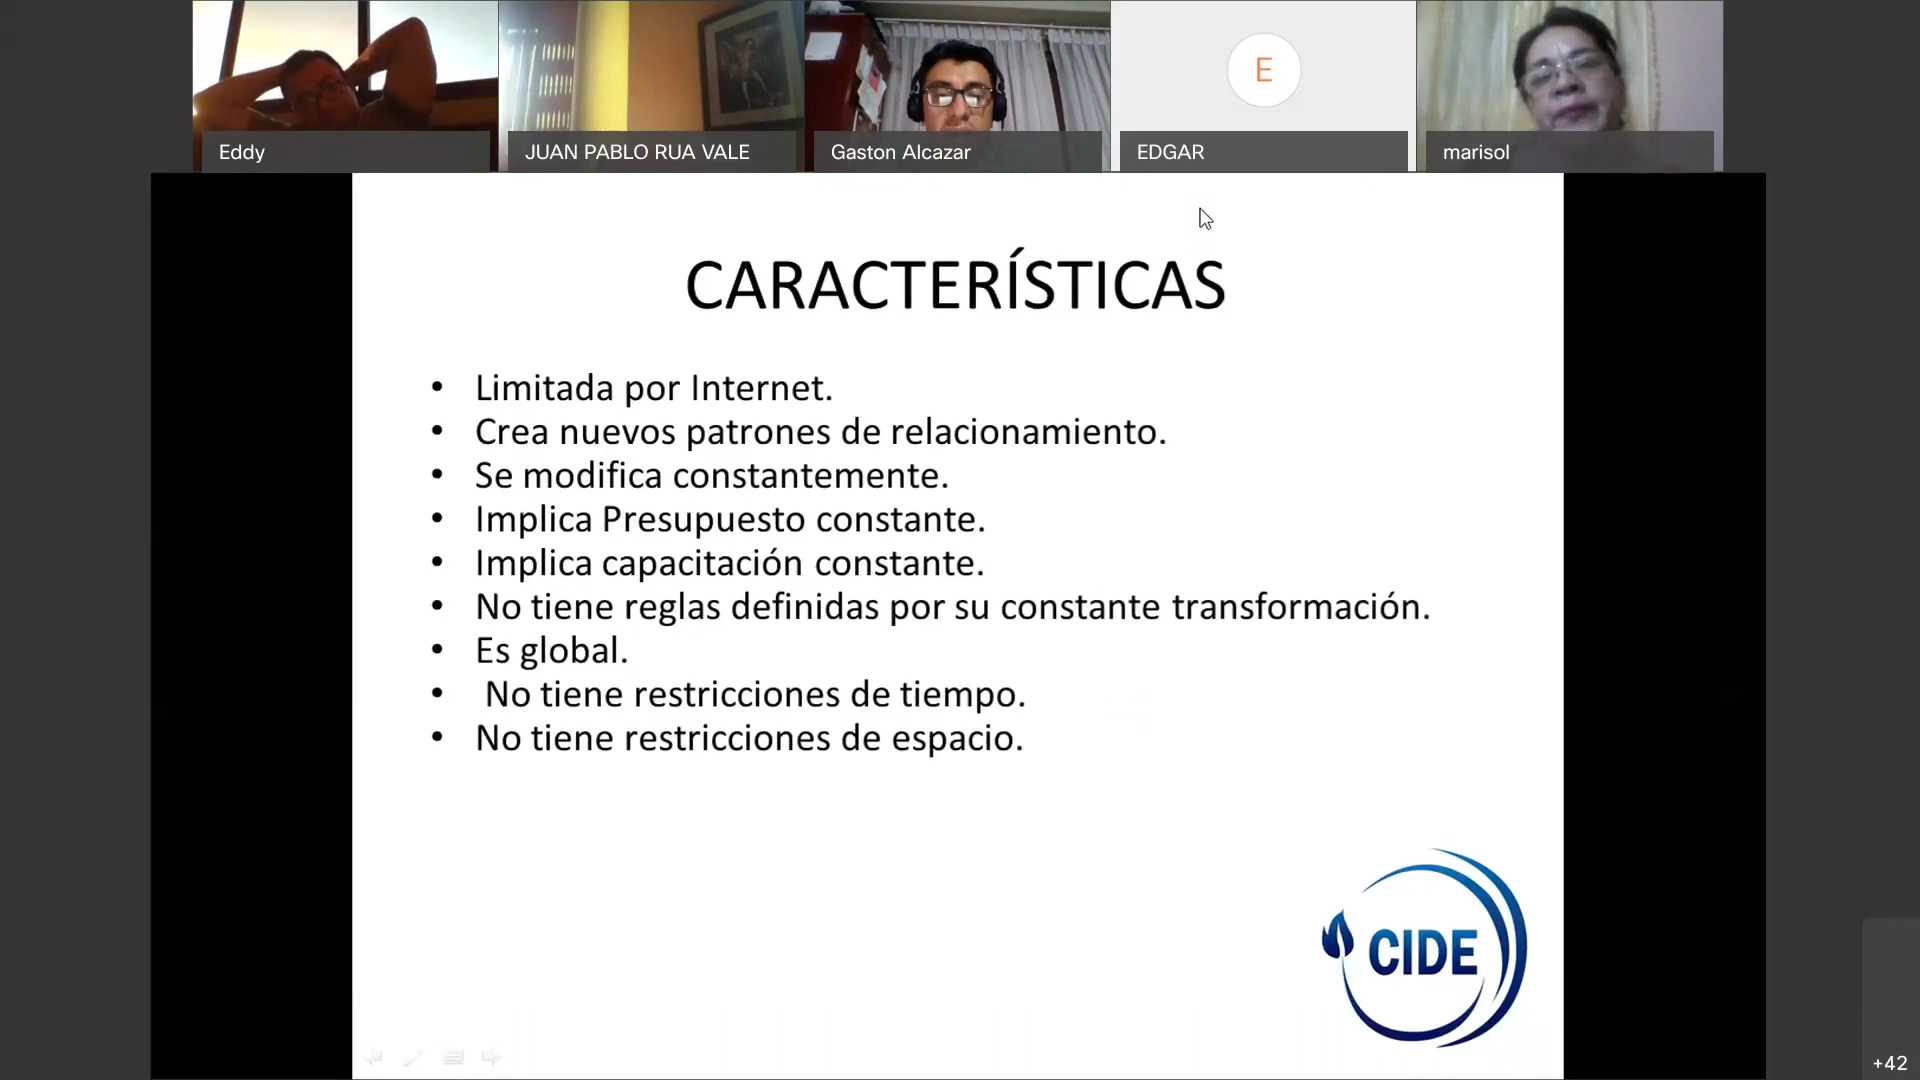 Eddy
JUAN PABLO RUA VALE
Gaston Alcazar
E
EDGAR
marisol
CARACTERÍSTICAS
• Limitada por Internet.
• Crea nuevos patrones de relacionamiento.
• Se modifica constantemente.
• Implica Presupuesto constante.
• Implica capacitación constante.
• No tiene reglas definidas por su constante transformación.
• Es global.
• No tiene restricciones de tiempo.
• No tiene restricciones de espacio.
CIDE
+42